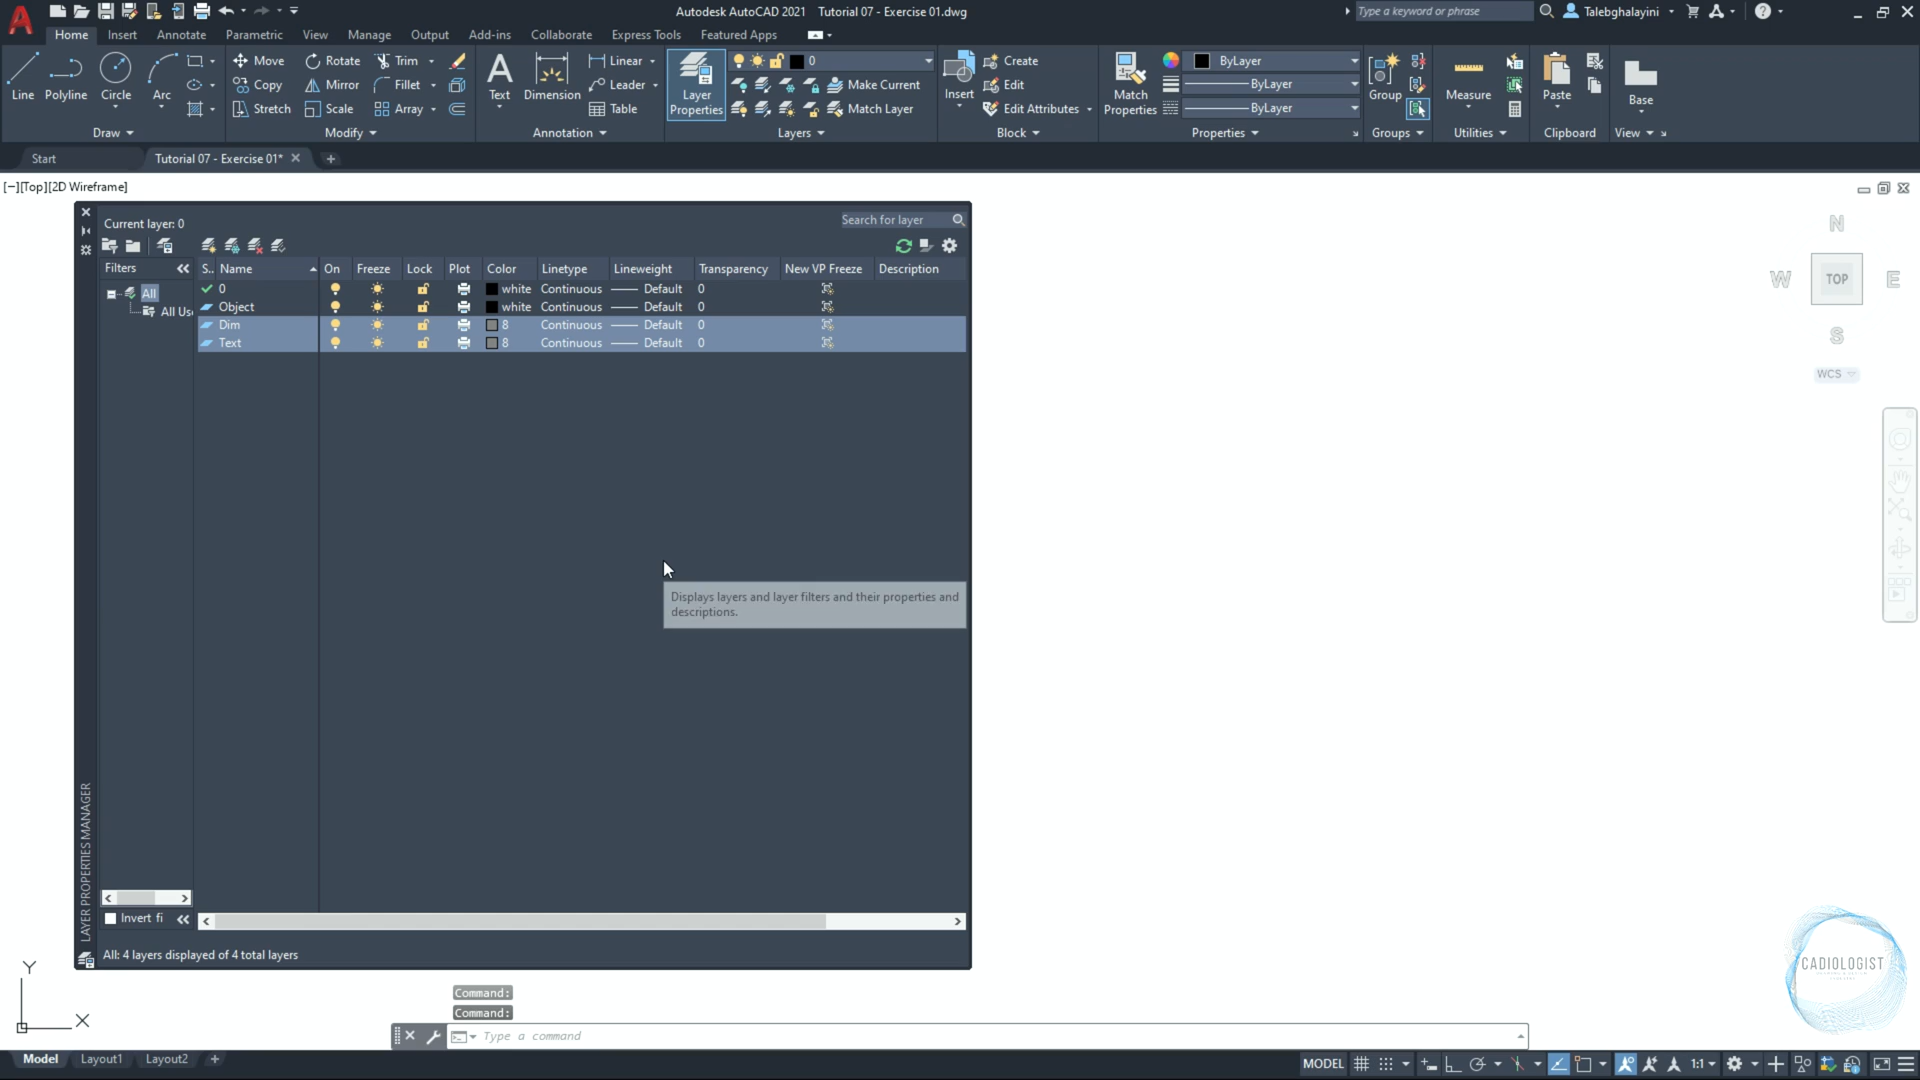 Autodesk AutoCAD 2021 Tutorial 07 - Exercise 01.dwg
Type a keyword or phrase
Talebghalayini
Home Insert Annotate Parametric View Manage Output Add-ins Collaborate Express Tools Featured Apps
Line Polyline Circle Arc
Move Rotate Trim
Copy Mirror Fillet
Stretch Scale Array
Text Dimension
Linear
Leader
Table
Layer
Properties
0
Make Current
Match Layer
Insert
Create
Edit
Edit Attributes
Match
Properties
ByLayer
ByLayer
ByLayer
Group
Measure
Paste
Base
Draw Modify Annotation Layers Block Properties Groups Utilities Clipboard View
Start Tutorial 07 - Exercise 01*
[−][Top][2D Wireframe]
Current layer: 0
Search for layer
Filters
S.. Name On Freeze Lock Plot Color Linetype Lineweight Transparency New VP Freeze Description
All
All Us
0 white Continuous Default 0
Object white Continuous Default 0
Dim 8 Continuous Default 0
Text 8 Continuous Default 0
Displays layers and layer filters and their properties and
descriptions.
Invert fi
All: 4 layers displayed of 4 total layers
LAYER PROPERTIES MANAGER
N
W TOP E
S
WCS
CADIOLOGIST
Y
X
Command:
Command:
Type a command
Model Layout1 Layout2
MODEL 1:1